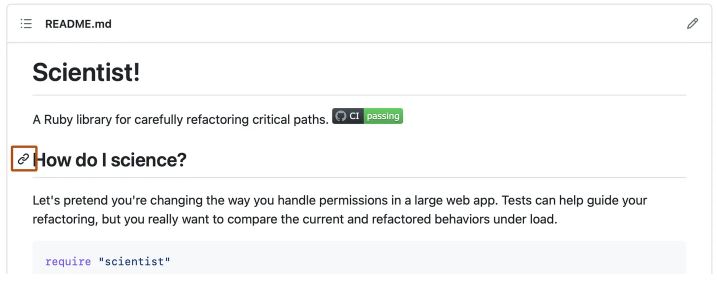 README.md
Scientist!
A Ruby library for carefully refactoring critical paths. CI passing
How do I science?
Let's pretend you're changing the way you handle permissions in a large web app. Tests can help guide your
refactoring, but you really want to compare the current and refactored behaviors under load.
require "scientist"